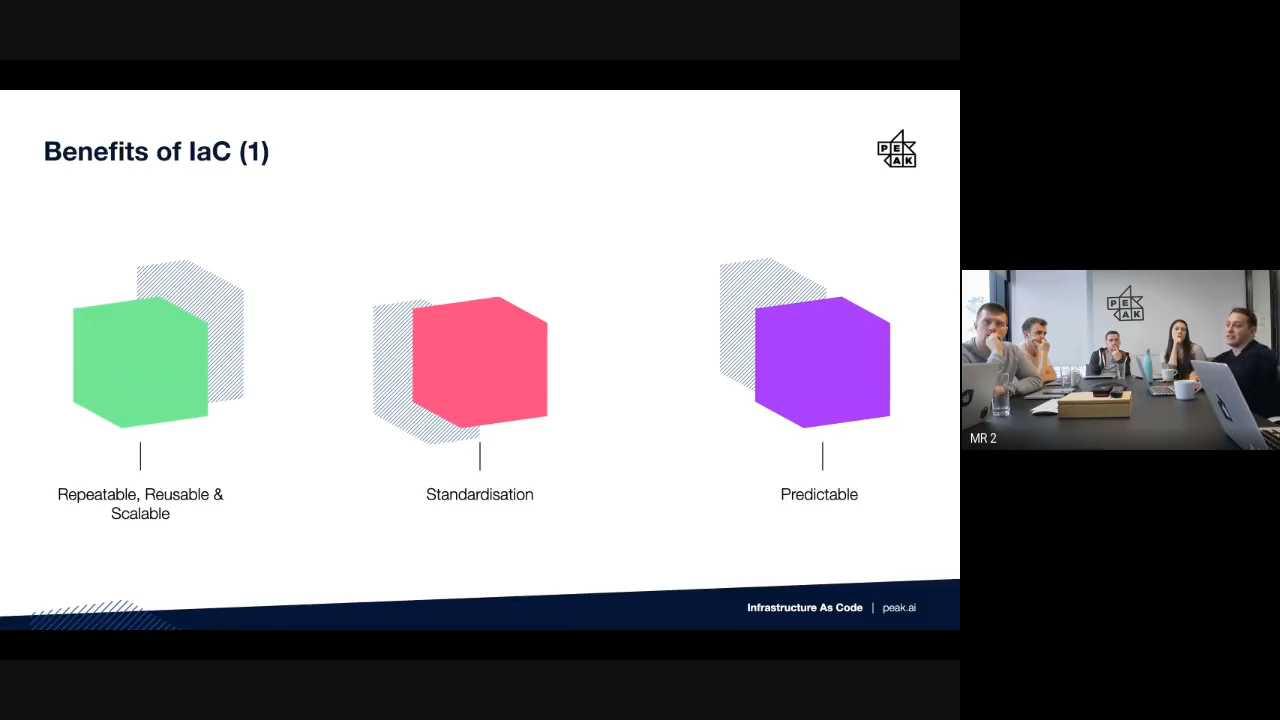 Benefits of IaC (1)
PE
AK
Repeatable, Reusable &
Scalable
Standardisation
Predictable
Infrastructure As Code | peak.ai
PE
AK
MR 2